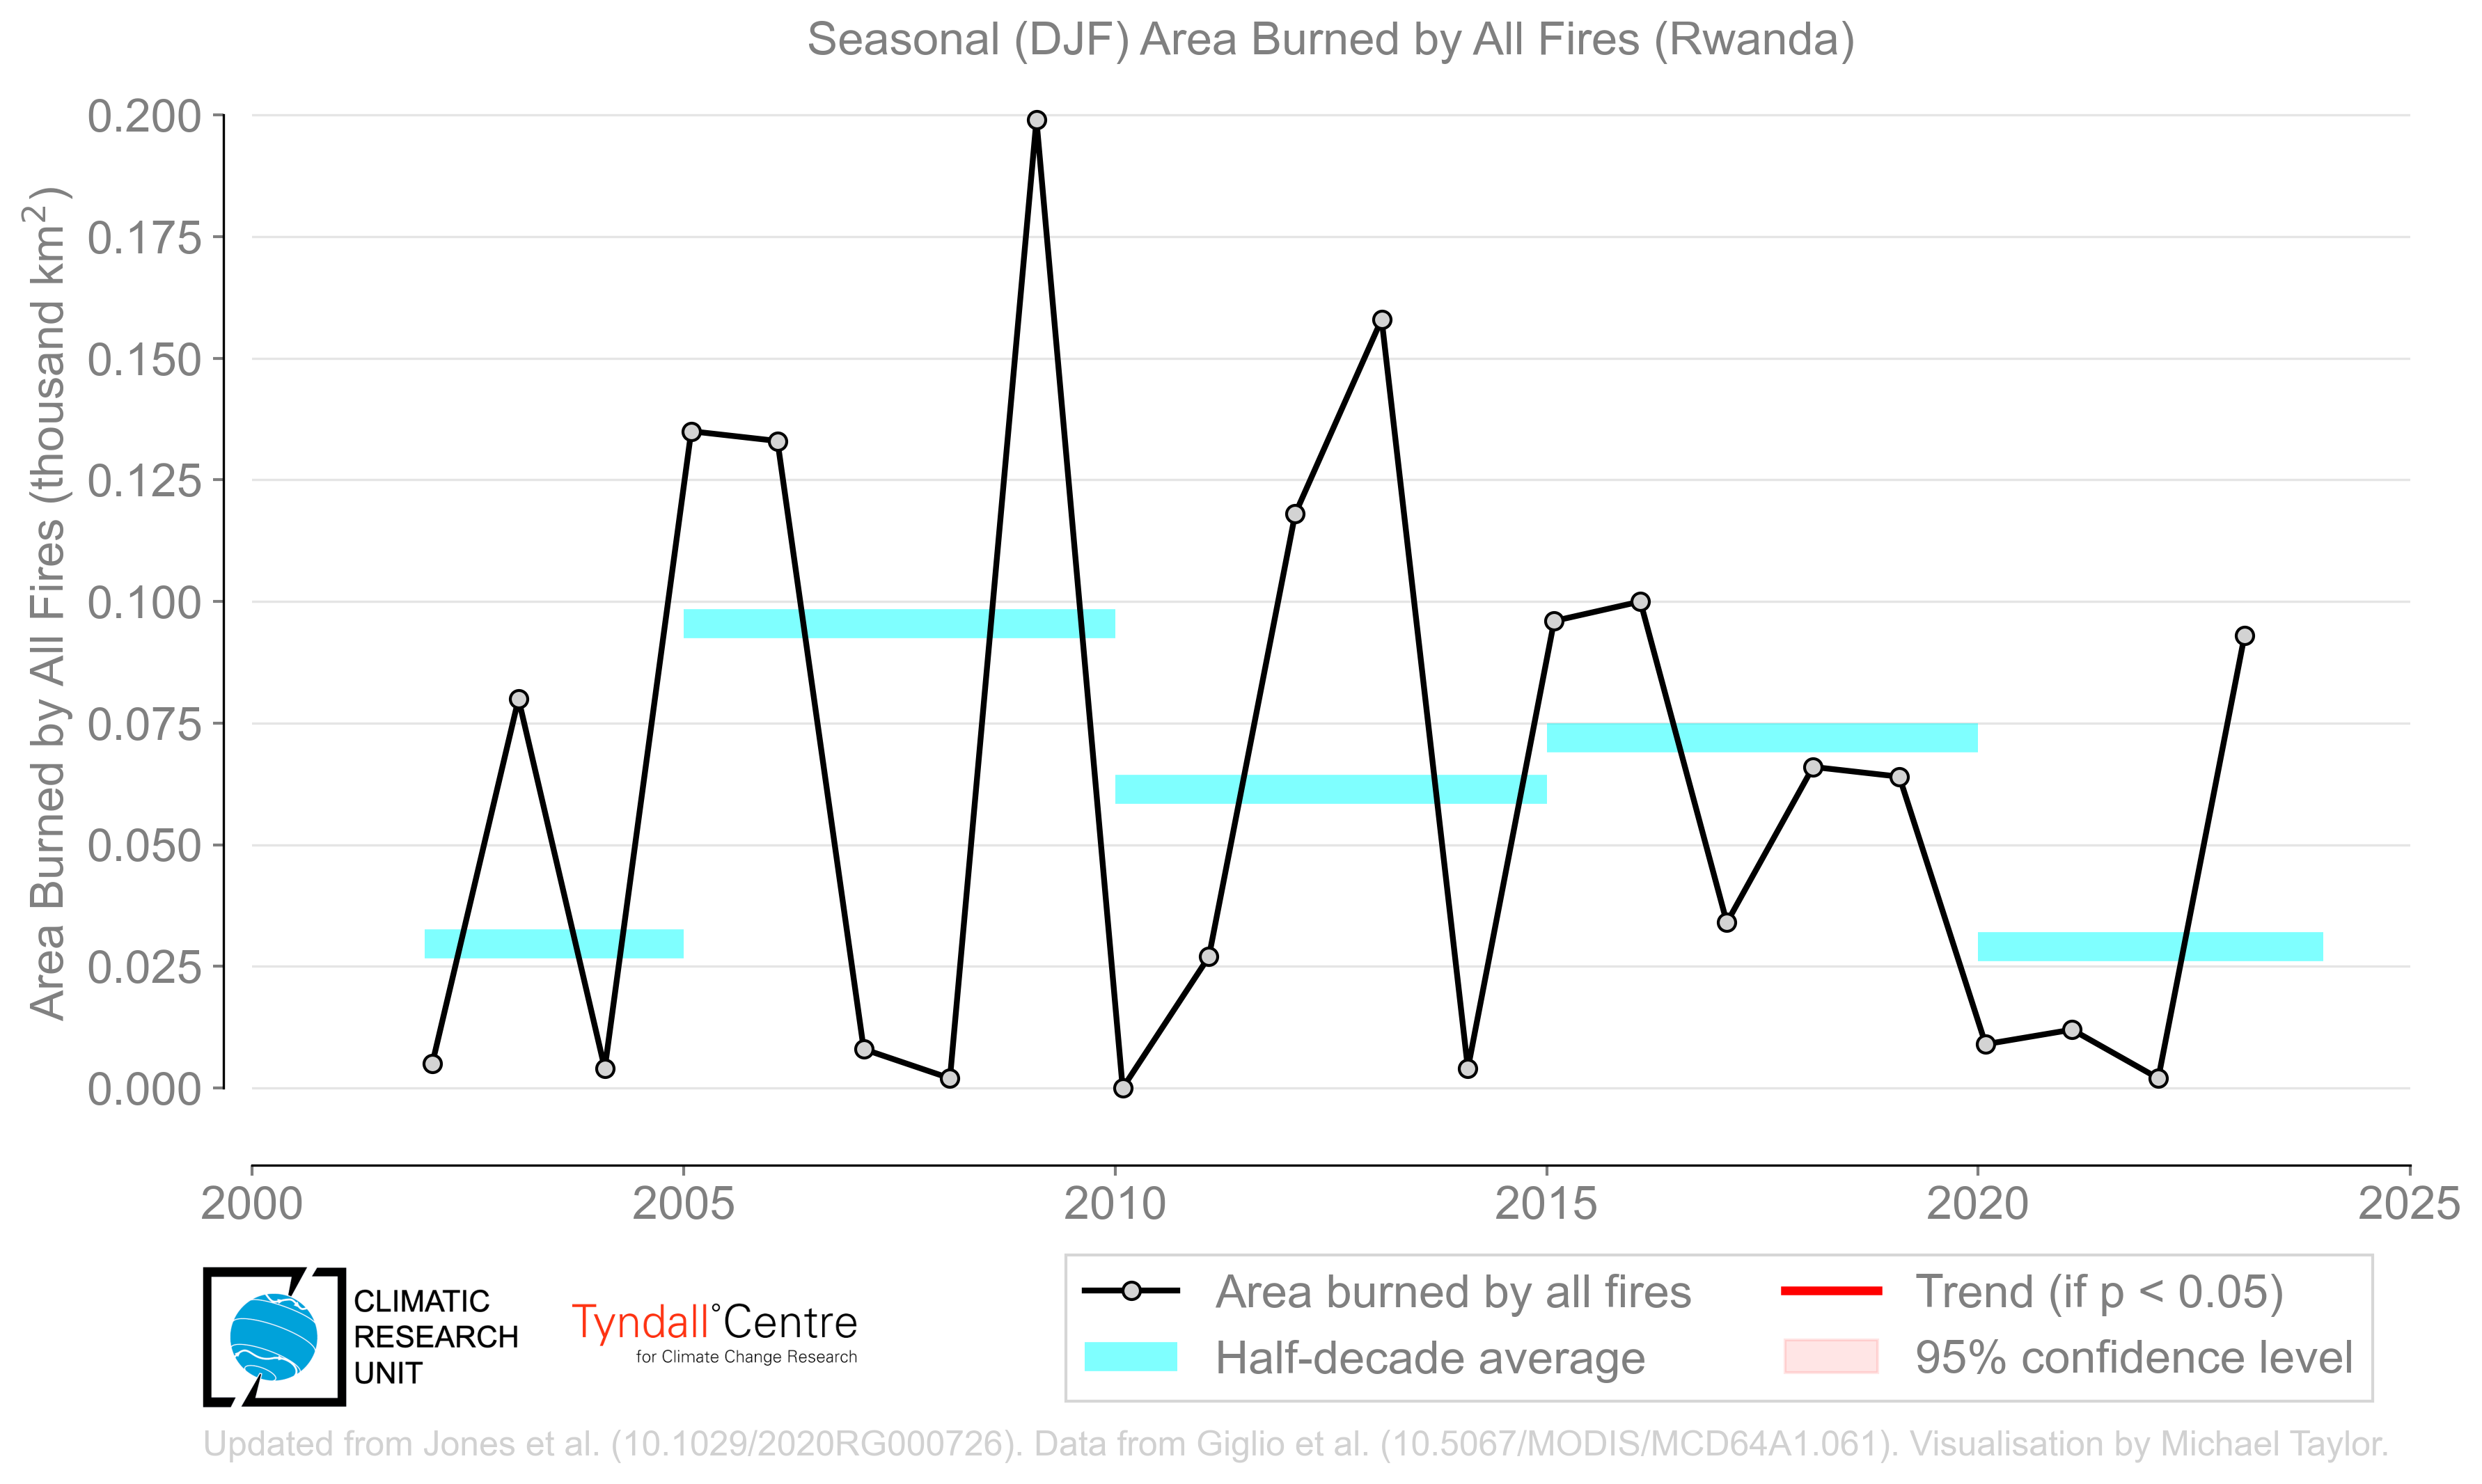 Seasonal (DJF) Area Burned by All Fires (Rwanda)
Area Burned by All Fires (thousand km²)
0.200
0.175
0.150
0.125
0.100
0.075
0.050
0.025
0.000
2000 2005 2010 2015 2020 2025
CLIMATIC
RESEARCH
UNIT
Tyndall°Centre
for Climate Change Research
Area burned by all fires
Half-decade average
Trend (if p < 0.05)
95% confidence level
Updated from Jones et al. (10.1029/2020RG000726). Data from Giglio et al. (10.5067/MODIS/MCD64A1.061). Visualisation by Michael Taylor.